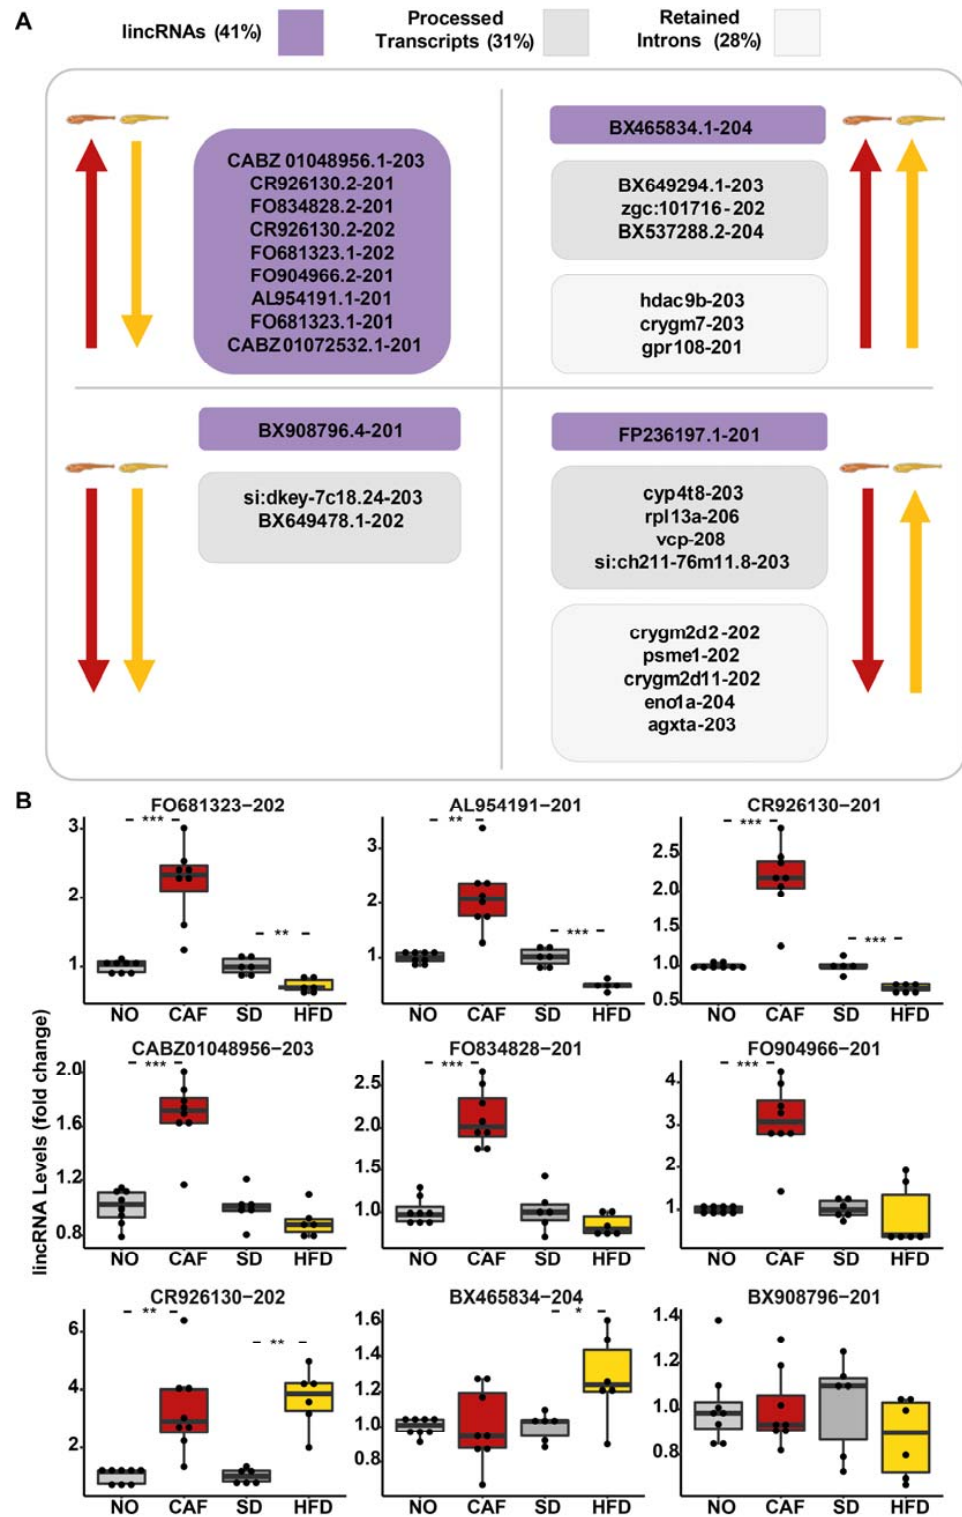 A
lincRNAs (41%)
Processed
Transcripts (31%)
Retained
Introns (28%)
CABZ 01048956.1-203
CR926130.2-201
FO834828.2-201
CR926130.2-202
FO681323.1-202
FO904966.2-201
AL954191.1-201
FO681323.1-201
CABZ01072532.1-201
BX465834.1-204
BX649294.1-203
zgc:101716-202
BX537288.2-204
hdac9b-203
crygm7-203
gpr108-201
BX908796.4-201
si:dkey-7c18.24-203
BX649478.1-202
FP236197.1-201
cyp4t8-203
rpl13a-206
vcp-208
si:ch211-76m11.8-203
crygm2d2-202
psme1-202
crygm2d11-202
eno1a-204
agxta-203
B
lincRNA Levels (fold change)
FO681323−202
***
**
3
2
1
NO CAF SD HFD
AL954191−201
**
***
3
2
1
NO CAF SD HFD
CR926130−201
***
***
2.5
2.0
1.5
1.0
0.5
NO CAF SD HFD
CABZ01048956−203
***
2.0
1.6
1.2
0.8
NO CAF SD HFD
FO834828−201
***
2.5
2.0
1.5
1.0
NO CAF SD HFD
FO904966−201
***
4
3
2
1
NO CAF SD HFD
CR926130−202
**
**
6
4
2
NO CAF SD HFD
BX465834−204
*
1.6
1.4
1.2
1.0
0.8
NO CAF SD HFD
BX908796−201
1.4
1.2
1.0
0.8
NO CAF SD HFD